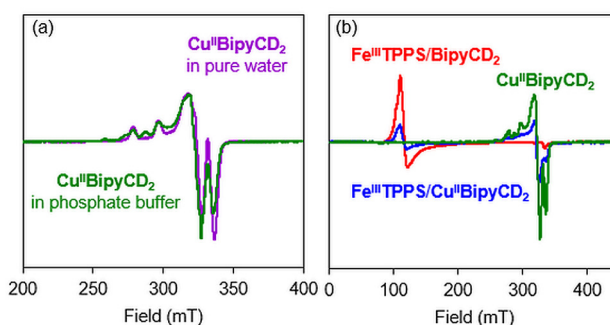 (a)
Cu^IIBipyCD₂
in pure water
Cu^IIBipyCD₂
in phosphate buffer
200 250 300 350 400
Field (mT)
(b)
Fe^IIITPPS/BipyCD₂
Cu^IIBipyCD₂
Fe^IIITPPS/Cu^IIBipyCD₂
0 100 200 300 400
Field (mT)